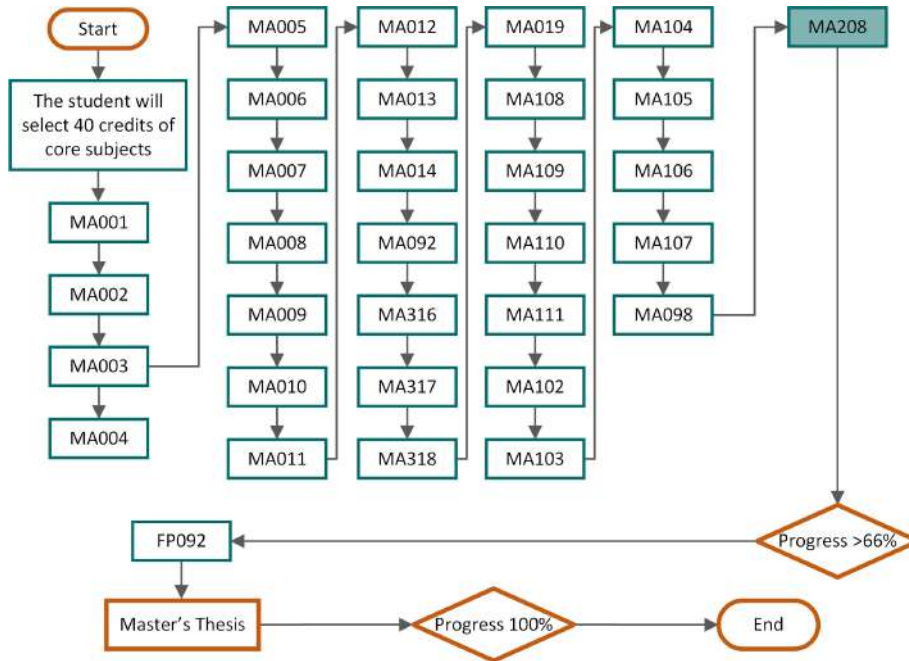 Start
The student will
select 40 credits of
core subjects
MA001
MA002
MA003
MA004
MA005
MA006
MA007
MA008
MA009
MA010
MA011
MA012
MA013
MA014
MA092
MA316
MA317
MA318
MA019
MA108
MA109
MA110
MA111
MA102
MA103
MA104
MA105
MA106
MA107
MA098
MA208
Progress >66%
FP092
Master's Thesis
Progress 100%
End